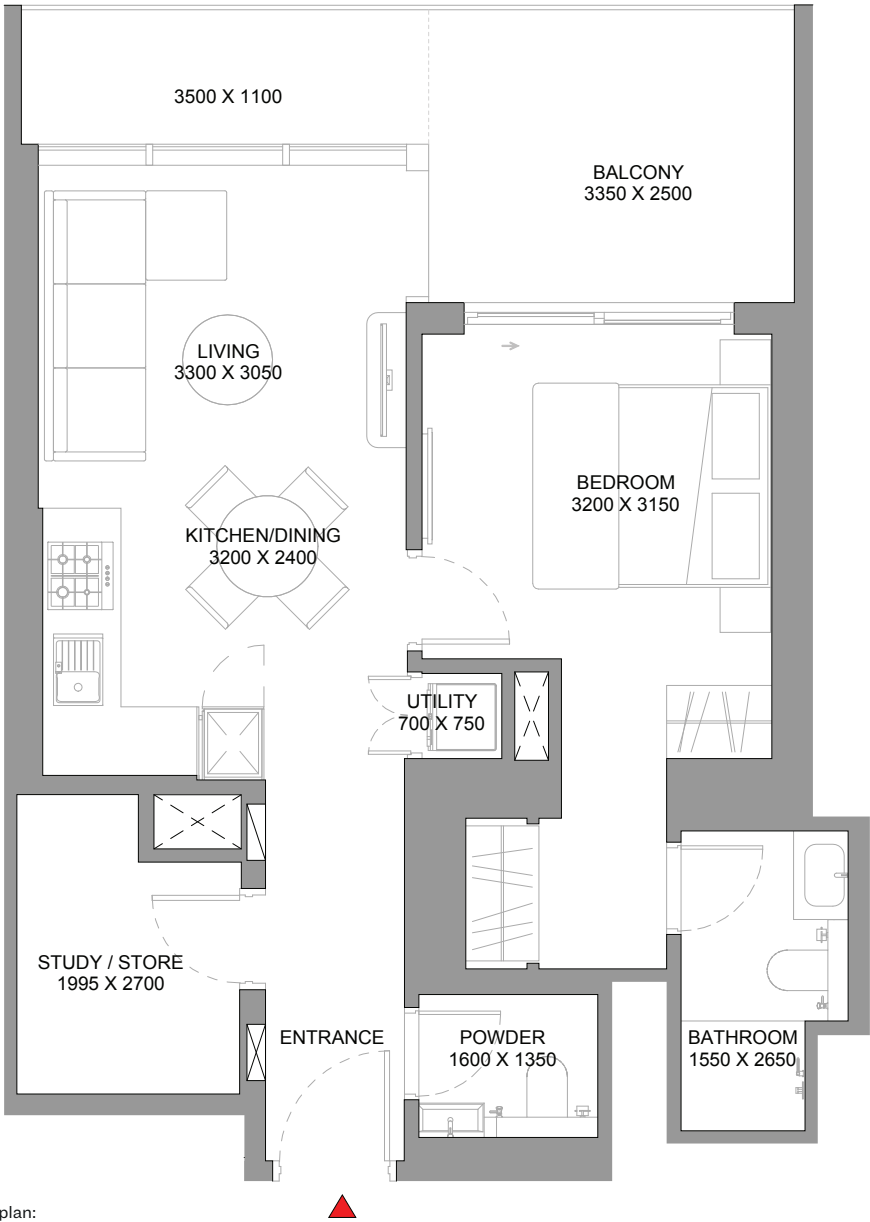 3500 X 1100
BALCONY
3350 X 2500
LIVING
3300 X 3050
BEDROOM
3200 X 3150
KITCHEN/DINING
3200 X 2400
UTILITY
700 X 750
STUDY / STORE
1995 X 2700
ENTRANCE
POWDER
1600 X 1350
BATHROOM
1550 X 2650
plan: